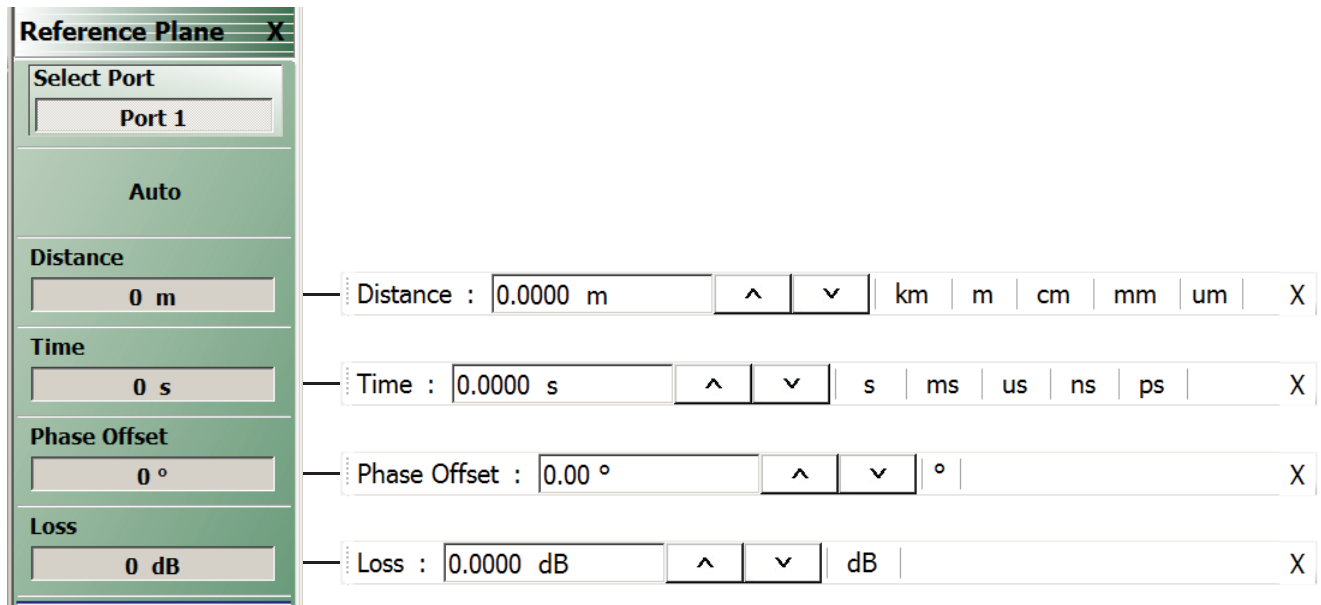 Reference Plane X
Select Port
Port 1
Auto
Distance
0 m
Distance : 0.0000 m ^ v km m cm mm um X
Time
0 s
Time : 0.0000 s ^ v s ms us ns ps X
Phase Offset
0 °
Phase Offset : 0.00 ° ^ v ° X
Loss
0 dB
Loss : 0.0000 dB ^ v dB X